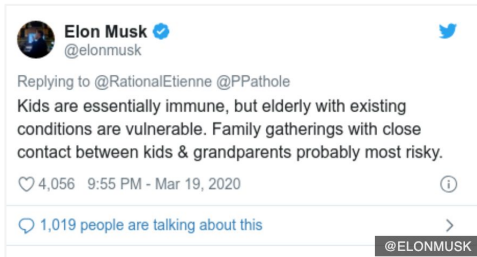 Elon Musk
@elonmusk
Replying to @RationalEtienne @PPathole
Kids are essentially immune, but elderly with existing
conditions are vulnerable. Family gatherings with close
contact between kids & grandparents probably most risky.
4,056 9:55 PM - Mar 19, 2020
1,019 people are talking about this
@ELONMUSK